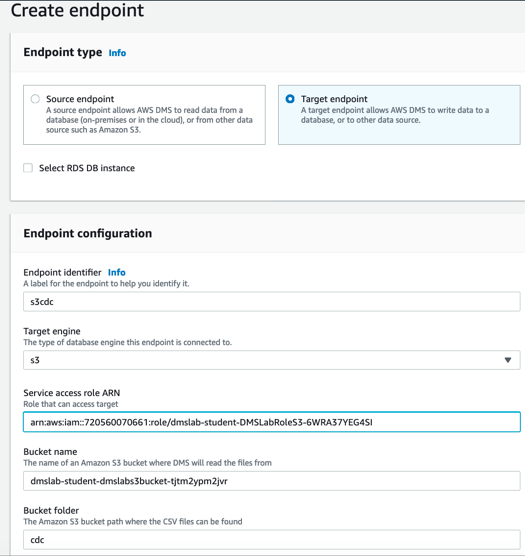 Create endpoint
Endpoint type Info
Source endpoint
A source endpoint allows AWS DMS to read data from a
database (on-premises or in the cloud), or from other data
source such as Amazon S3.
Target endpoint
A target endpoint allows AWS DMS to write data to a
database, or to other data source.
Select RDS DB instance
Endpoint configuration
Endpoint identifier Info
A label for the endpoint to help you identify it.
s3cdc
Target engine
The type of database engine this endpoint is connected to.
s3
Service access role ARN
Role that can access target
arn:aws:iam::720560070661:role/dmslab-student-DMSLabRoleS3-6WRA37YEG4SI
Bucket name
The name of an Amazon S3 bucket where DMS will read the files from
dmslab-student-dmslabs3bucket-tjtm2ypm2jvr
Bucket folder
The Amazon S3 bucket path where the CSV files can be found
cdc